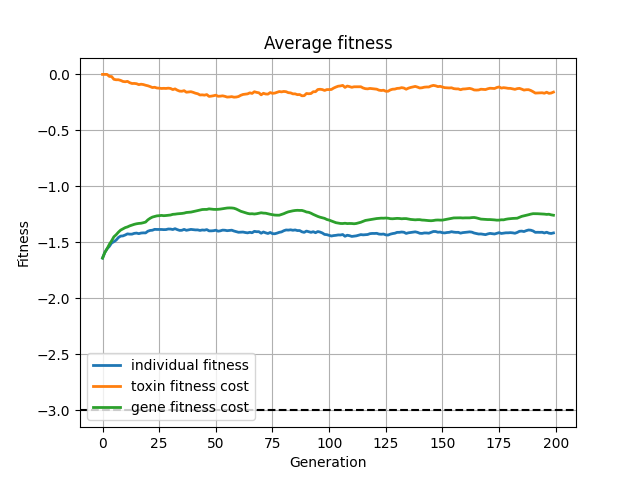 Average fitness
0.0
−0.5
−1.0
−1.5
−2.0
−2.5
−3.0
Fitness
individual fitness
toxin fitness cost
gene fitness cost
0 25 50 75 100 125 150 175 200
Generation